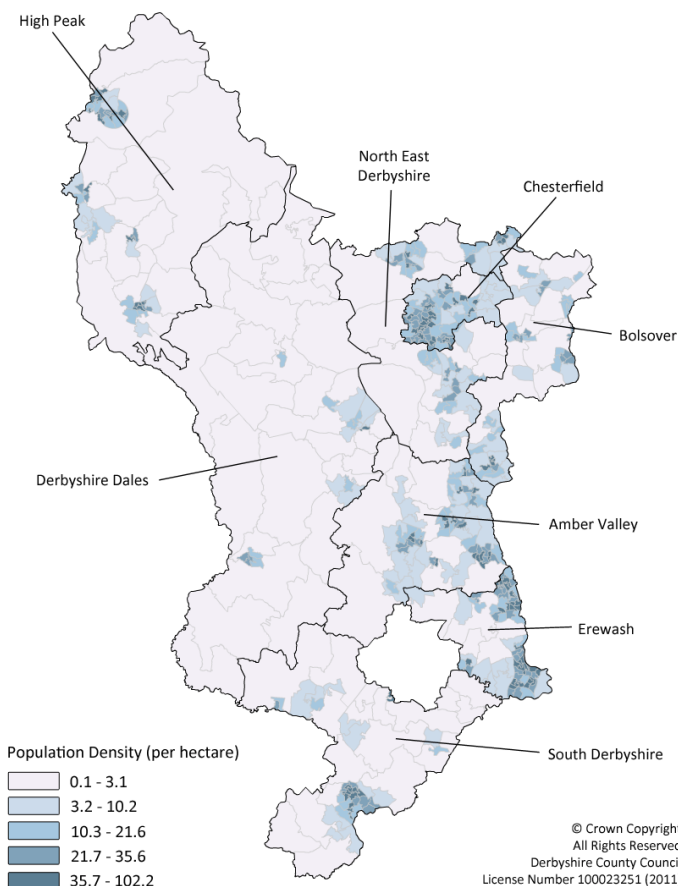 High Peak
North East
Derbyshire
Chesterfield
Bolsover
Derbyshire Dales
Amber Valley
Erewash
South Derbyshire
Population Density (per hectare)
0.1 - 3.1
3.2 - 10.2
10.3 - 21.6
21.7 - 35.6
35.7 - 102.2
© Crown Copyright
All Rights Reserve
Derbyshire County Counci
License Number 100023251 (2011